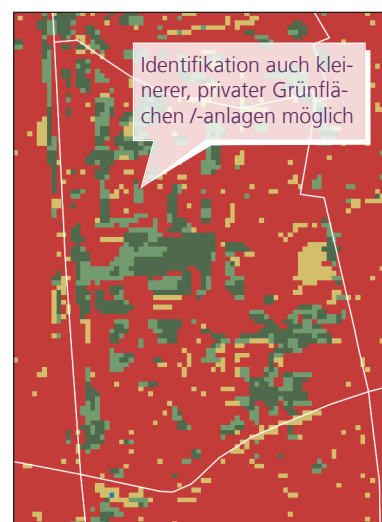 Identifikation auch klei-
nerer, privater Grünflä-
chen /-anlagen möglich